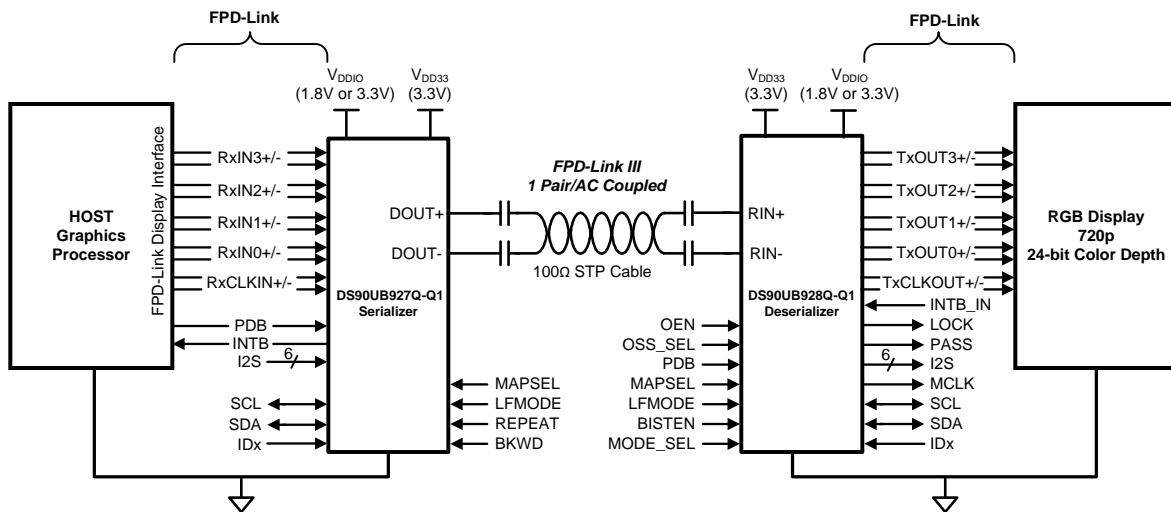 FPD-Link
FPD-Link
VDDIO
(1.8V or 3.3V)
VDD33
(3.3V)
VDD33
(3.3V)
VDDIO
(1.8V or 3.3V)
HOST
Graphics
Processor
FPD-Link Display Interface
RxIN3+/-
RxIN2+/-
RxIN1+/-
RxIN0+/-
RxCLKIN+/-
PDB
INTB
I2S
6
SCL
SDA
IDx
DOUT+
DOUT-
DS90UB927Q-Q1
Serializer
MAPSEL
LFMODE
REPEAT
BKWD
FPD-Link III
1 Pair/AC Coupled
100Ω STP Cable
OEN
OSS_SEL
PDB
MAPSEL
LFMODE
BISTEN
MODE_SEL
RIN+
RIN-
DS90UB928Q-Q1
Deserializer
TxOUT3+/-
TxOUT2+/-
TxOUT1+/-
TxOUT0+/-
TxCLKOUT+/-
INTB_IN
LOCK
PASS
6
I2S
MCLK
SCL
SDA
IDx
RGB Display
720p
24-bit Color Depth